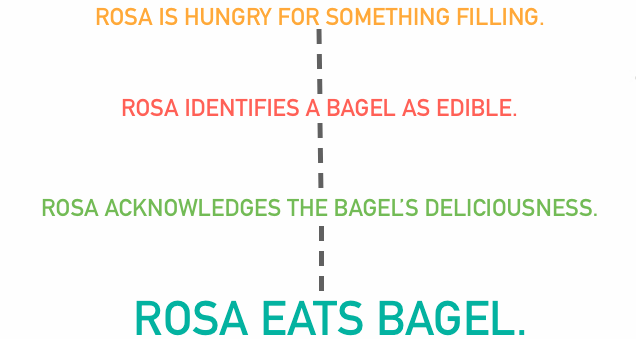 ROSA IS HUNGRY FOR SOMETHING FILLING.
ROSA IDENTIFIES A BAGEL AS EDIBLE.
ROSA ACKNOWLEDGES THE BAGEL'S DELICIOUSNESS.
ROSA EATS BAGEL.